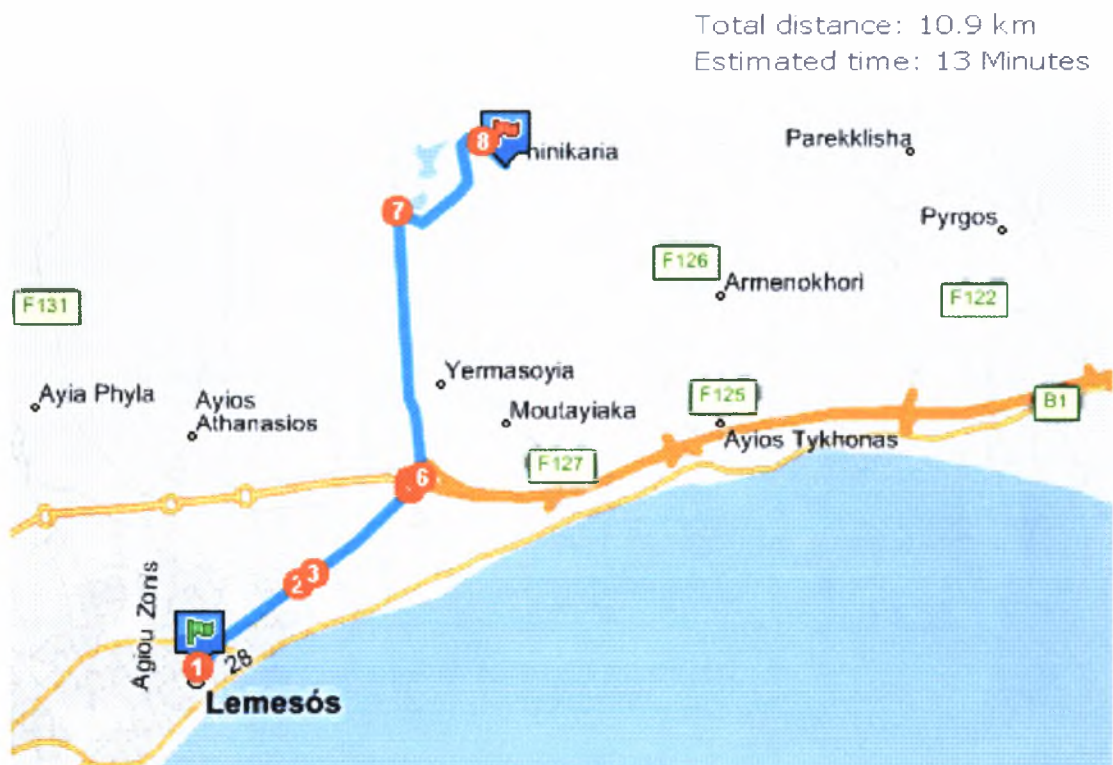 Total distance: 10.9 km
Estimated time: 13 Minutes
8
hinikaria
Parekklisha
7
Pyrgos
F126
Armenokhori
F131
F122
Yermasoyia
Ayia Phyla
Ayios
Athanasios
Moutayiaka
F125
B1
Ayios Tykhonas
F127
6
2
3
Agiou Zonis
1
28
Lemesós